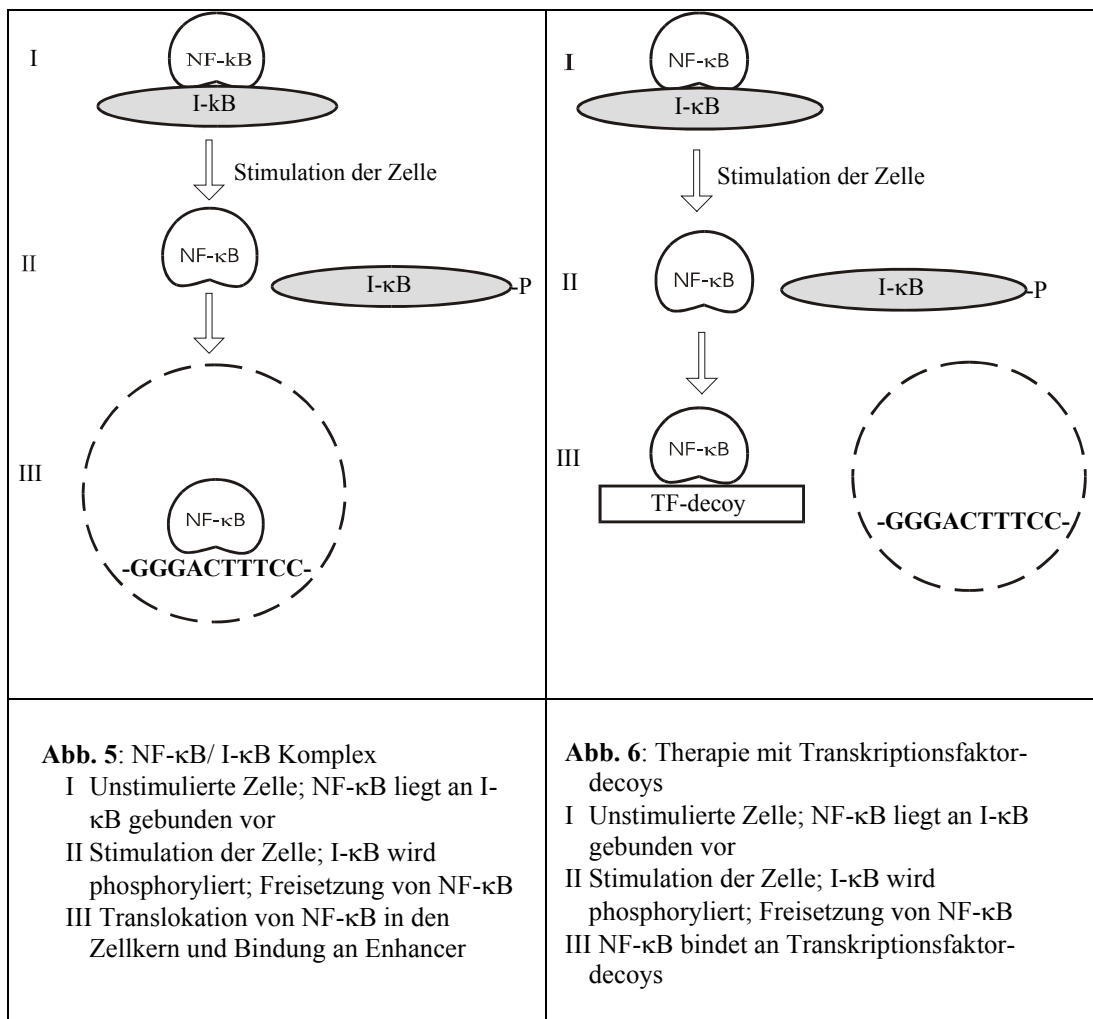 I
NF-kB
I-kB
Stimulation der Zelle
II
NF-κB
I-κB
-P
III
NF-κB
-GGGACTTTCC-
I
NF-κB
I-κB
Stimulation der Zelle
II
NF-κB
I-κB
-P
III
NF-κB
TF-decoy
-GGGACTTTCC-
Abb. 5: NF-κB/ I-κB Komplex
I Unstimulierte Zelle; NF-κB liegt an I-
κB gebunden vor
II Stimulation der Zelle; I-κB wird
phosphoryliert; Freisetzung von NF-κB
III Translokation von NF-κB in den
Zellkern und Bindung an Enhancer
Abb. 6: Therapie mit Transkriptionsfaktor-
decoys
I Unstimulierte Zelle; NF-κB liegt an I-κB
gebunden vor
II Stimulation der Zelle; I-κB wird
phosphoryliert; Freisetzung von NF-κB
III NF-κB bindet an Transkriptionsfaktor-
decoys